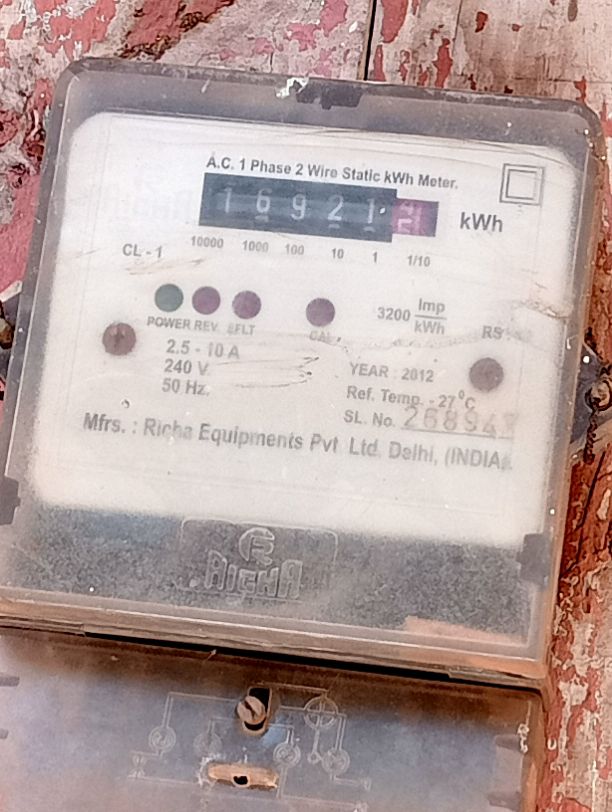 A.C. 1 Phase 2 Wire Static kWh Meter.
1 6 9 2 1 kWh
CL - 1 10000 1000 100 10 1 1/10
3200 Imp/kWh
POWER REV. EFLT CAL. RS
2.5 - 10 A
240 V.
50 Hz.
YEAR : 2012
Ref. Temp. - 27°C
SL. No. 26894
Mfrs. : Richa Equipments Pvt. Ltd. Delhi, (INDIA)
RICHA